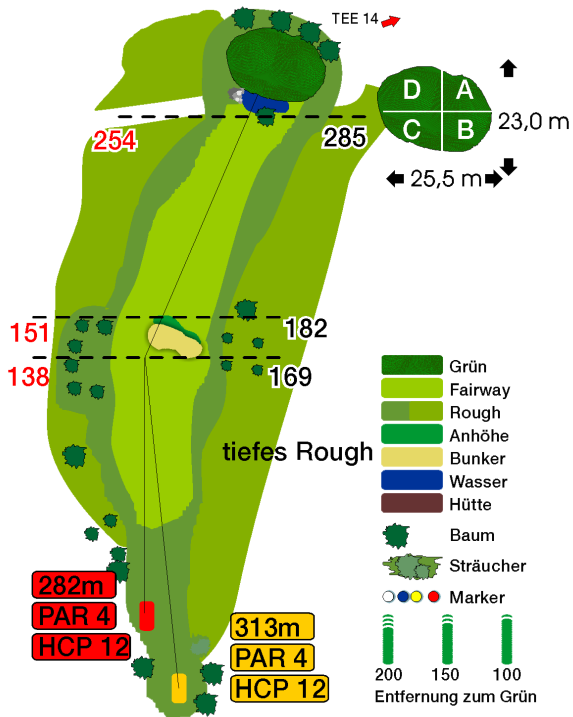 TEE 14
D A
C B
23,0 m
25,5 m
254
285
151
182
138
169
tiefes Rough
Grün
Fairway
Rough
Anhöhe
Bunker
Wasser
Hütte
Baum
Sträucher
Marker
200 150 100
Entfernung zum Grün
282m
PAR 4
HCP 12
313m
PAR 4
HCP 12